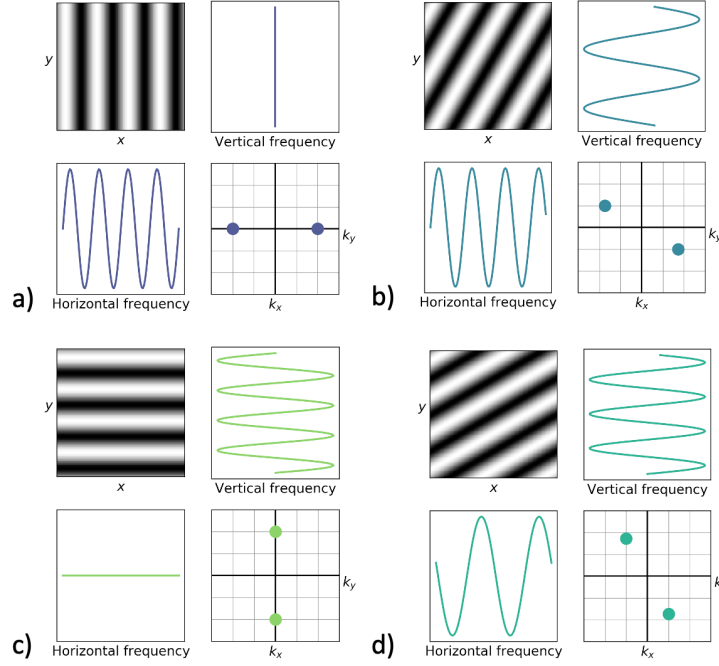 y
x
Vertical frequency
Horizontal frequency
k_y
k_x
a)
y
x
Vertical frequency
Horizontal frequency
k_y
k_x
b)
y
x
Vertical frequency
Horizontal frequency
k_y
k_x
c)
y
x
Vertical frequency
Horizontal frequency
k
k_x
d)